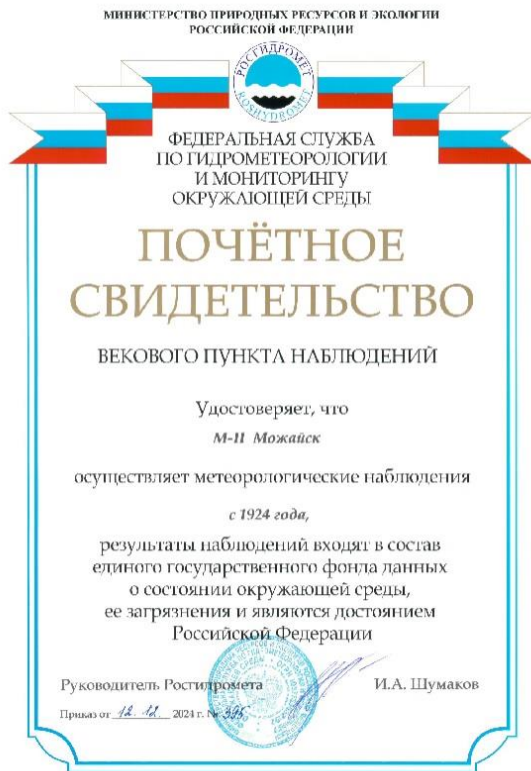 МИНИСТЕРСТВО ПРИРОДНЫХ РЕСУРСОВ И ЭКОЛОГИИ
РОССИЙСКОЙ ФЕДЕРАЦИИ
РОСГИДРОМЕТ
ROSHYDROMET
ФЕДЕРАЛЬНАЯ СЛУЖБА
ПО ГИДРОМЕТЕОРОЛОГИИ
И МОНИТОРИНГУ
ОКРУЖАЮЩЕЙ СРЕДЫ
ПОЧЁТНОЕ
СВИДЕТЕЛЬСТВО
ВЕКОВОГО ПУНКТА НАБЛЮДЕНИЙ
Удостоверяет, что
М-II Можайск
осуществляет метеорологические наблюдения
с 1924 года,
результаты наблюдений входят в состав
единого государственного фонда данных
о состоянии окружающей среды,
ее загрязнения и являются достоянием
Российской Федерации
Руководитель Росгидромета И.А. Шумаков
Приказ от 12.12. 2024 г. № 395